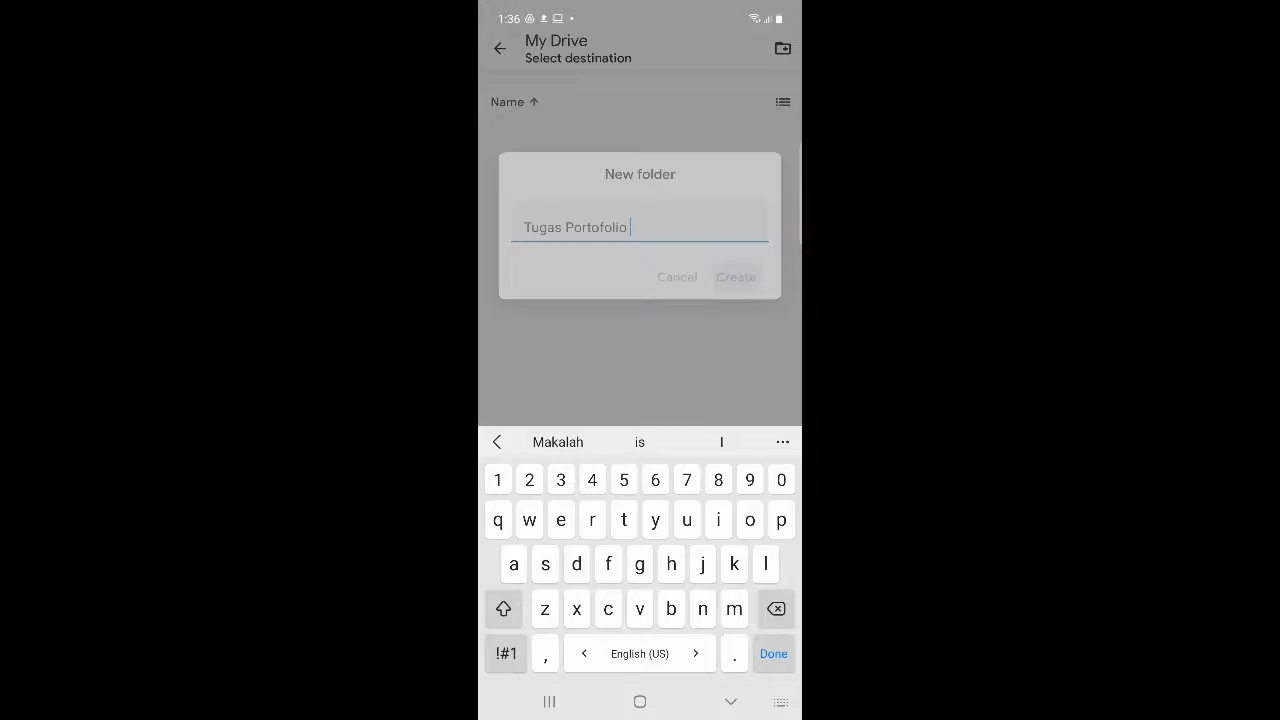 1:36
My Drive
Select destination
Name ↑
New folder
Tugas Portofolio
Cancel Create
Makalah is I ...
1 2 3 4 5 6 7 8 9 0
q w e r t y u i o p
a s d f g h j k l
z x c v b n m
!#1 , < English (US) > . Done